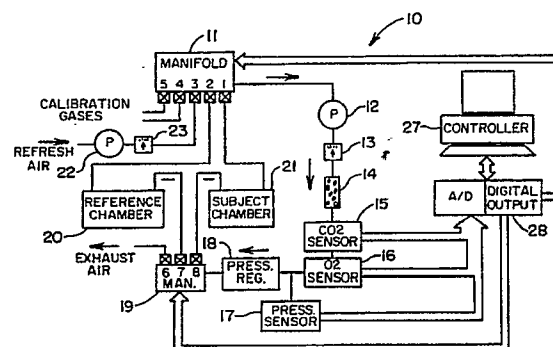 10
11
MANIFOLD
5 4 3 2 1
CALIBRATION
GASES
P
12
23
P
REFRESH
AIR
22
13
14
27
CONTROLLER
21
REFERENCE
CHAMBER
20
SUBJECT
CHAMBER
15
CO2
SENSOR
A/D
DIGITAL
OUTPUT
28
EXHAUST
AIR
18
PRESS.
REG.
O2
SENSOR
16
6 7 8
MAN.
19
17
PRESS.
SENSOR